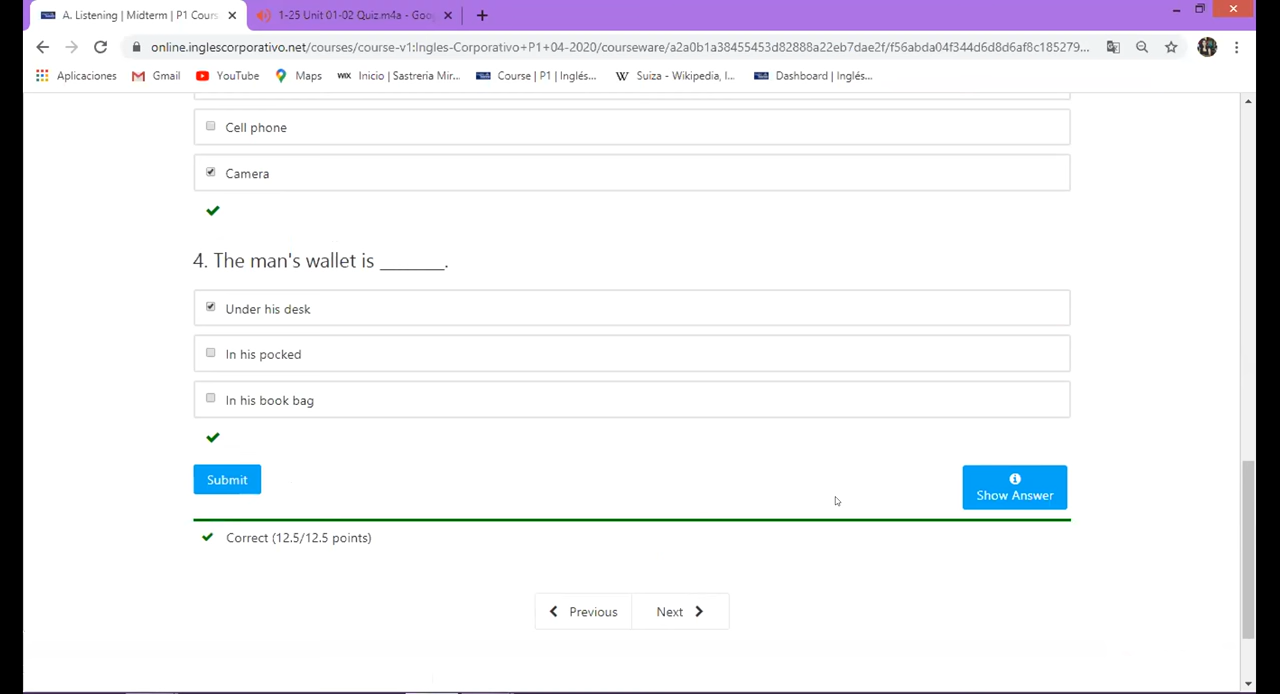 A. Listening | Midterm | P1 Cours
1-25 Unit 01-02 Quiz.m4a - Goo
online.inglescorporativo.net/courses/course-v1:Ingles-Corporativo+P1+04-2020/courseware/a2a0b1a38455453d82888a22eb7dae2f/f56abda04f344d6d8d6af8c185279...
Aplicaciones
Gmail
YouTube
Maps
WIX Inicio | Sastreria Mir...
Course | P1 | Inglés...
W Suiza - Wikipedia, l...
Dashboard | Inglés...
Cell phone
Camera
4. The man's wallet is _______.
Under his desk
In his pocked
In his book bag
Submit
Show Answer
Correct (12.5/12.5 points)
Previous
Next